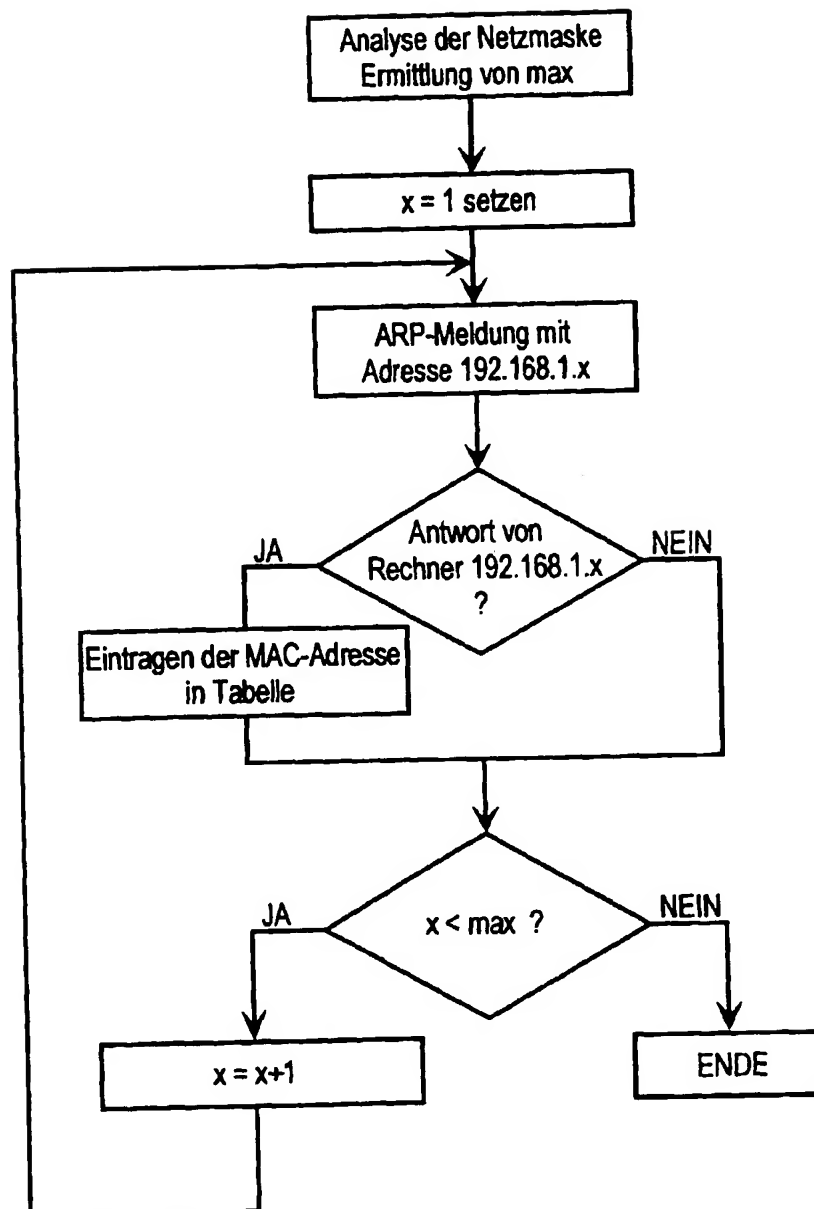 Analyse der Netzmaske
Ermittlung von max
x = 1 setzen
ARP-Meldung mit
Adresse 192.168.1.x
Antwort von
Rechner 192.168.1.x
?
JA
NEIN
Eintragen der MAC-Adresse
in Tabelle
x < max ?
JA
NEIN
x = x+1
ENDE